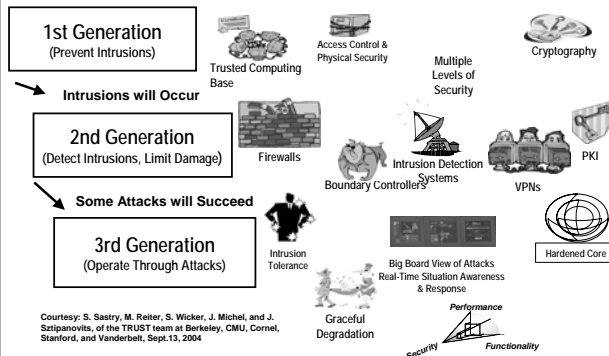 1st Generation
(Prevent Intrusions)
Trusted Computing
Base
Access Control &
Physical Security
Multiple
Levels of
Security
Cryptography
Intrusions will Occur
2nd Generation
(Detect Intrusions, Limit Damage)
Firewalls
Boundary Controllers
Intrusion Detection
Systems
VPNs
PKI
Some Attacks will Succeed
3rd Generation
(Operate Through Attacks)
Intrusion
Tolerance
Big Board View of Attacks
Real-Time Situation Awareness
& Response
Hardened Core
Graceful
Degradation
Performance
Security
Functionality
Courtesy: S. Sastry, M. Reiter, S. Wicker, J. Michel, and J.
Sztipanovits, of the TRUST team at Berkeley, CMU, Cornel,
Stanford, and Vanderbelt, Sept.13, 2004